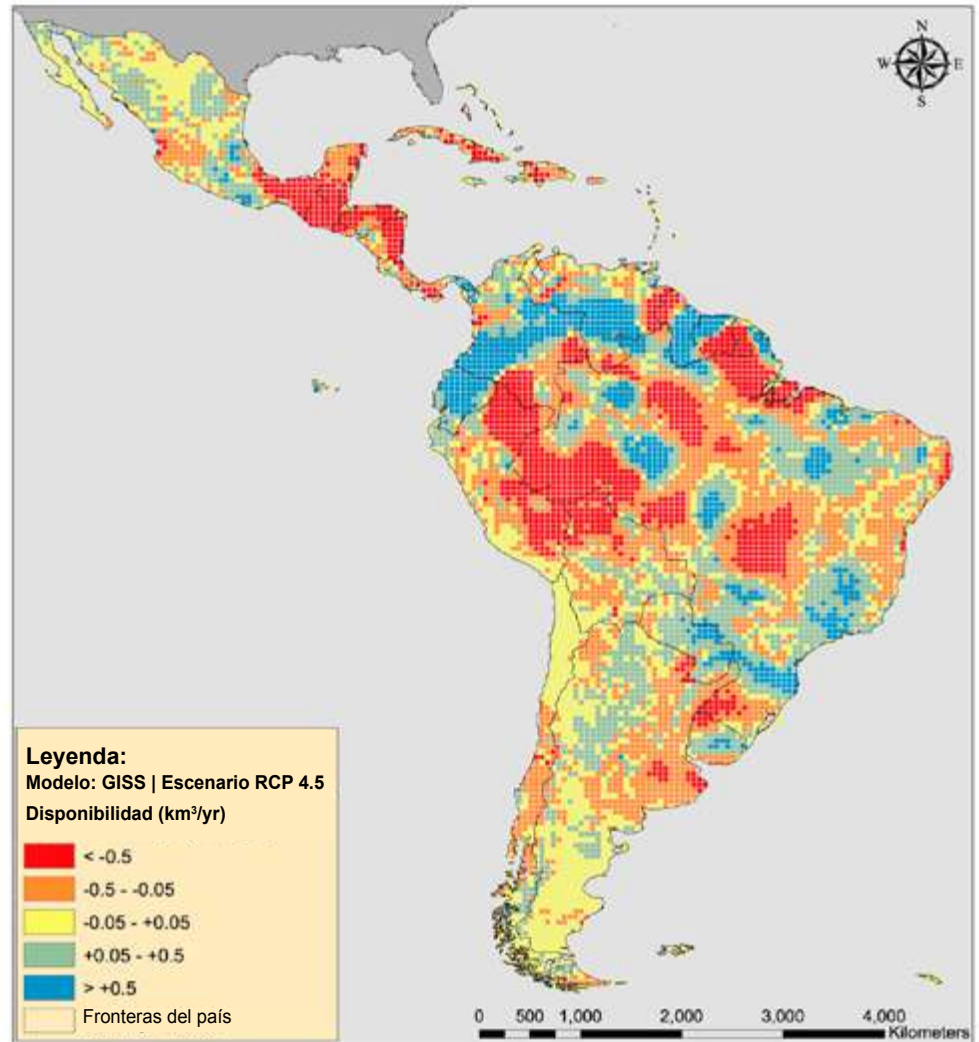 N
W E
S
Leyenda:
Modelo: GISS | Escenario RCP 4.5
Disponibilidad (km³/yr)
< -0.5
-0.5 - -0.05
-0.05 - +0.05
+0.05 - +0.5
> +0.5
Fronteras del país
0 500 1,000 2,000 3,000 4,000
Kilometers